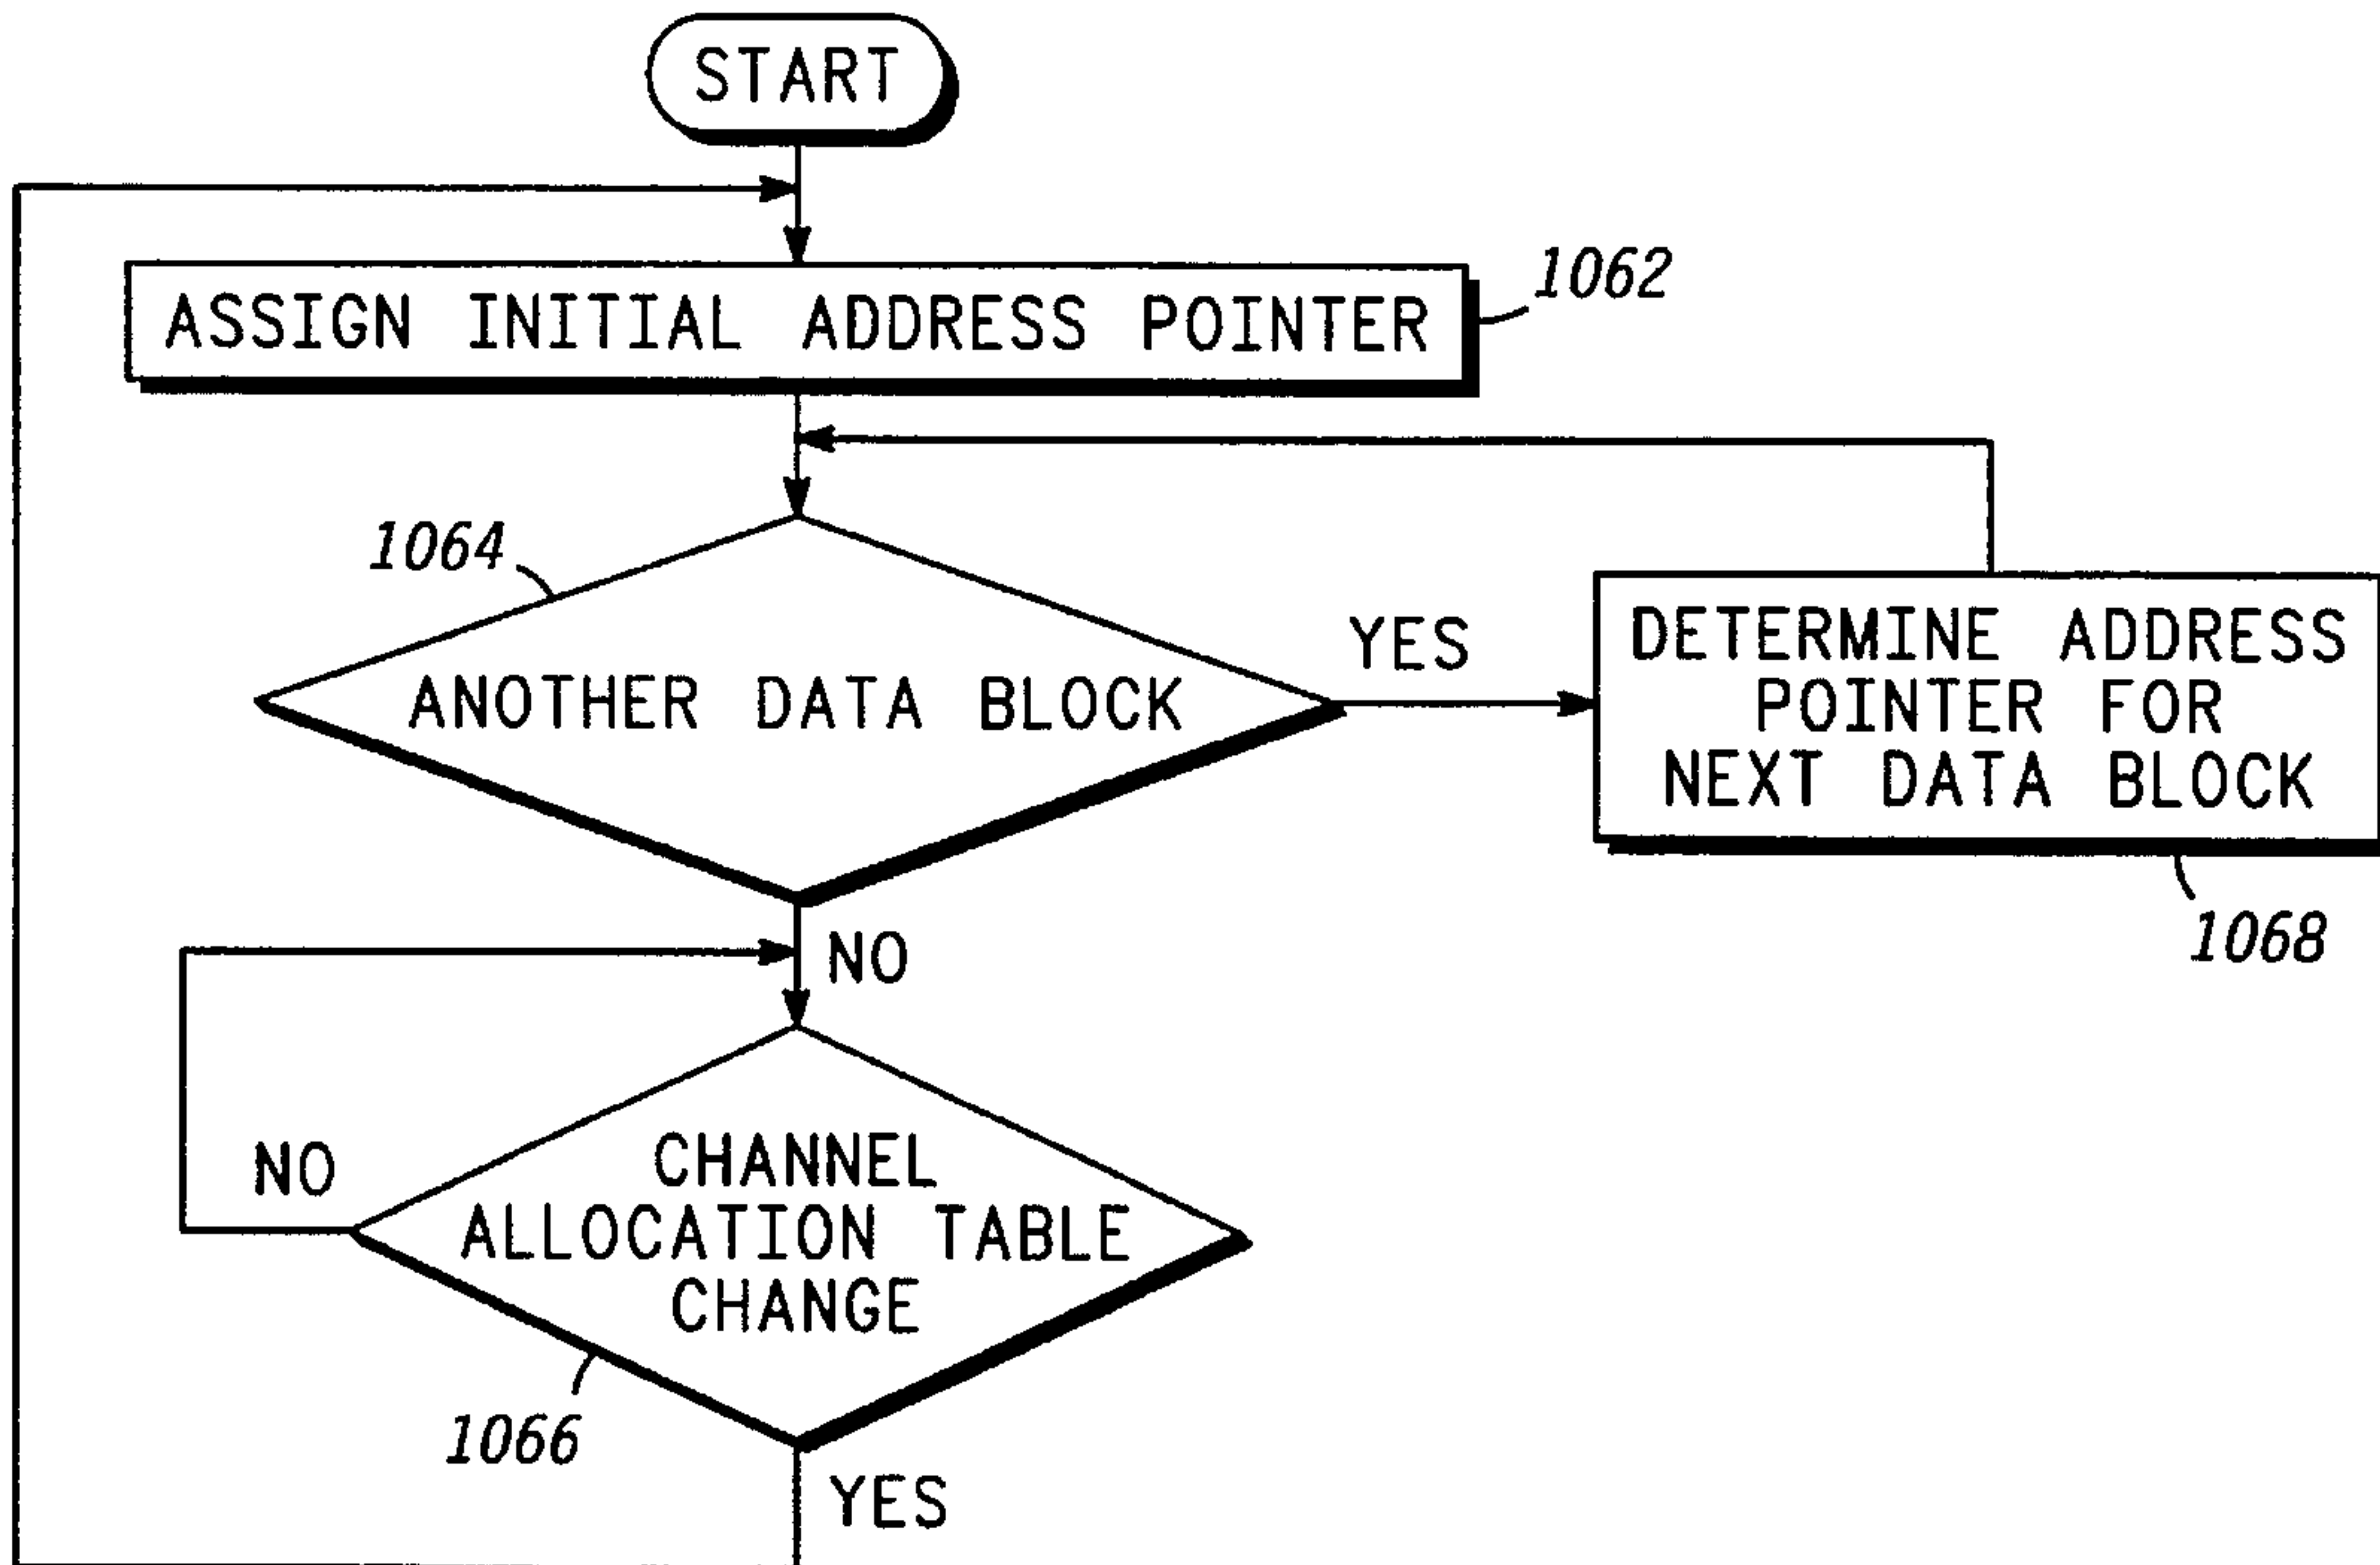 START
ASSIGN INITIAL ADDRESS POINTER
1062
1064
ANOTHER DATA BLOCK
YES
DETERMINE ADDRESS
POINTER FOR
NEXT DATA BLOCK
1068
NO
CHANNEL
ALLOCATION TABLE
CHANGE
NO
1066
YES